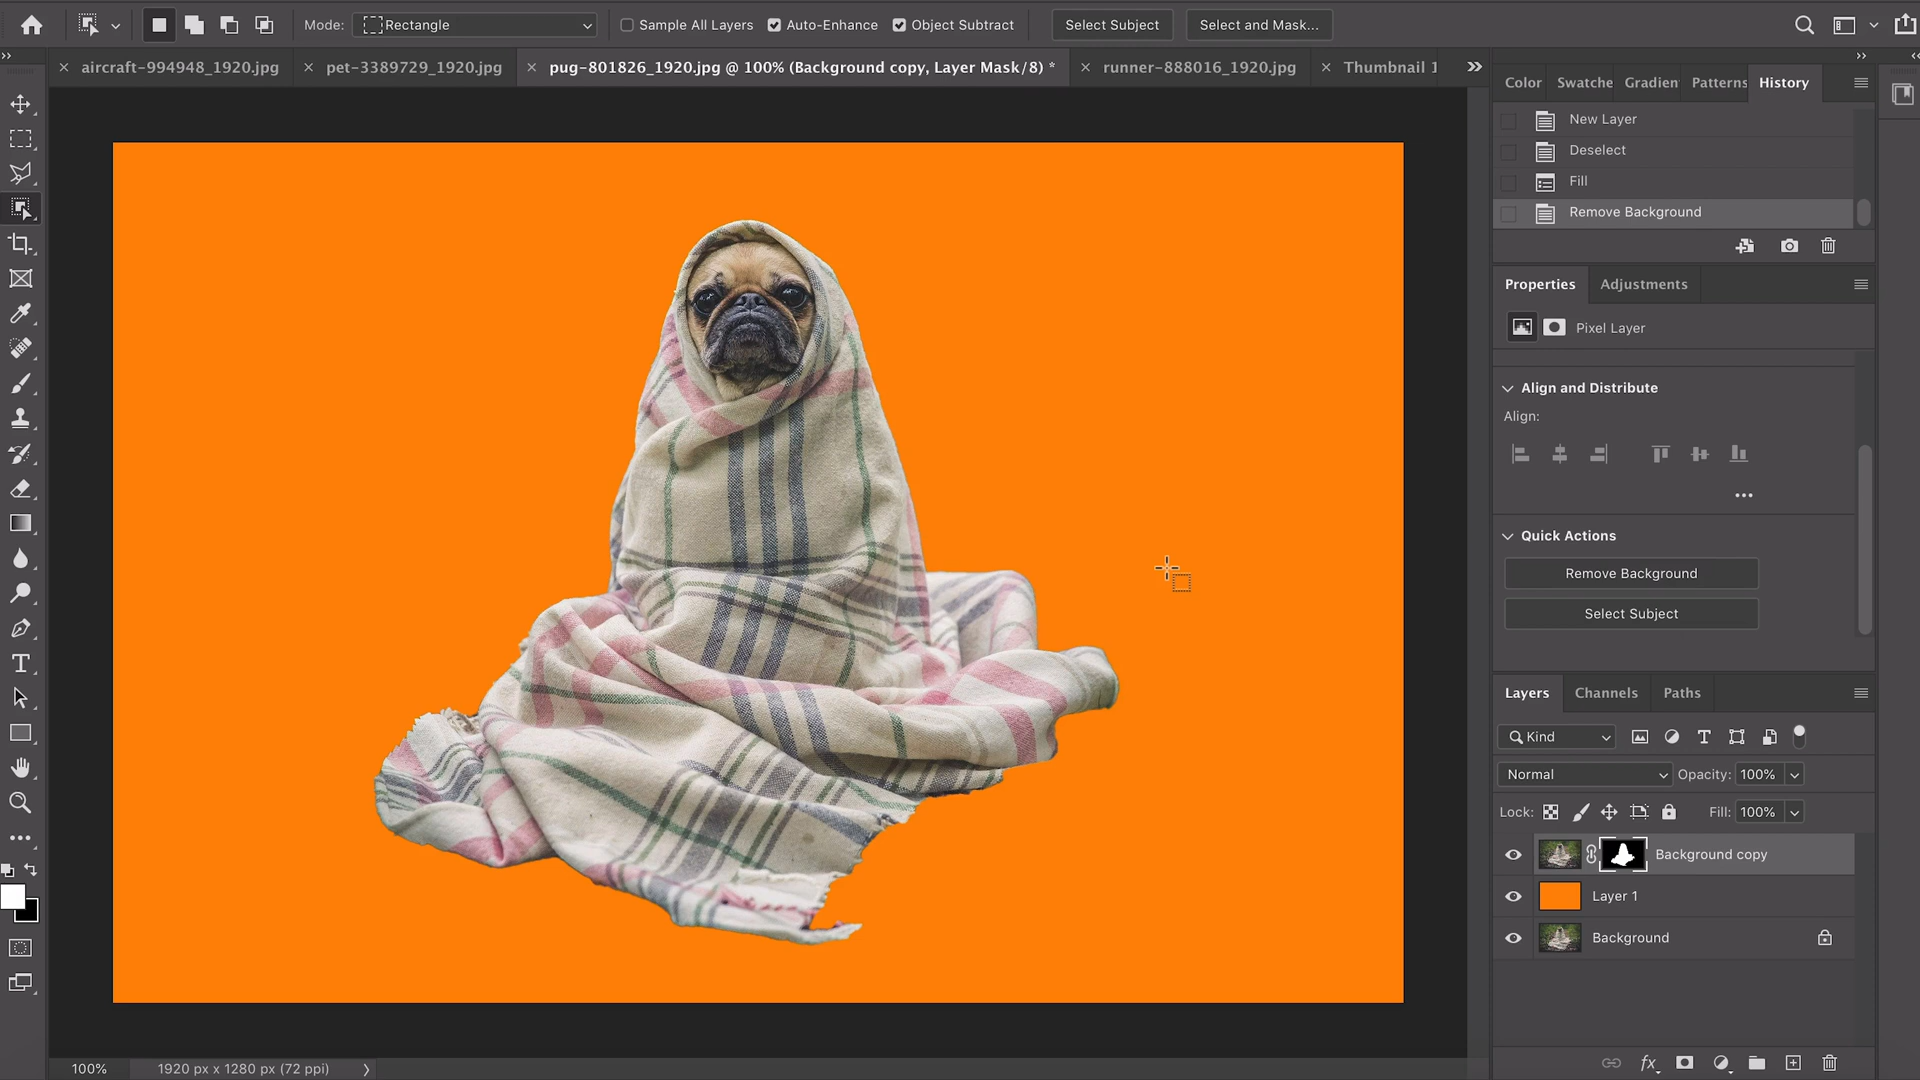 Mode: Rectangle Sample All Layers Auto-Enhance Object Subtract Select Subject Select and Mask...
aircraft-994948_1920.jpg pet-3389729_1920.jpg pug-801826_1920.jpg @ 100% (Background copy, Layer Mask/8) * runner-888016_1920.jpg Thumbnail 1
Color Swatche Gradien Patterns History
New Layer
Deselect
Fill
Remove Background
Properties Adjustments
Pixel Layer
Align and Distribute
Align:
Quick Actions
Remove Background
Select Subject
Layers Channels Paths
Kind
Normal Opacity: 100%
Lock: Fill: 100%
Background copy
Layer 1
Background
fx
100% 1920 px x 1280 px (72 ppi)